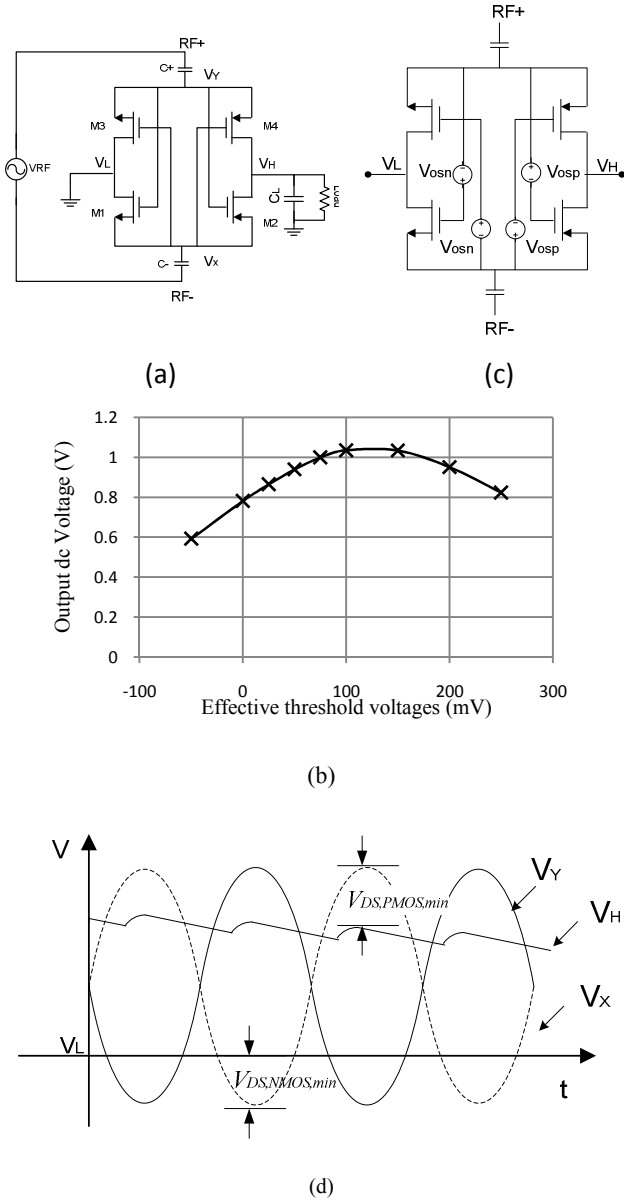 RF+
C+
VY
M3
M4
VRF
VL
VH
M1
M2
CL
Load
C-
VX
RF-
(a)
RF+
VL
Vosn
Vosp
VH
Vosn
Vosp
RF-
(c)
Output dc Voltage (V)
1.2
1
0.8
0.6
0.4
0.2
0
-100
0
100
200
300
Effective threshold voltages (mV)
(b)
V
VDS,PMOS,min
VY
VH
VX
VL
VDS,NMOS,min
t
(d)